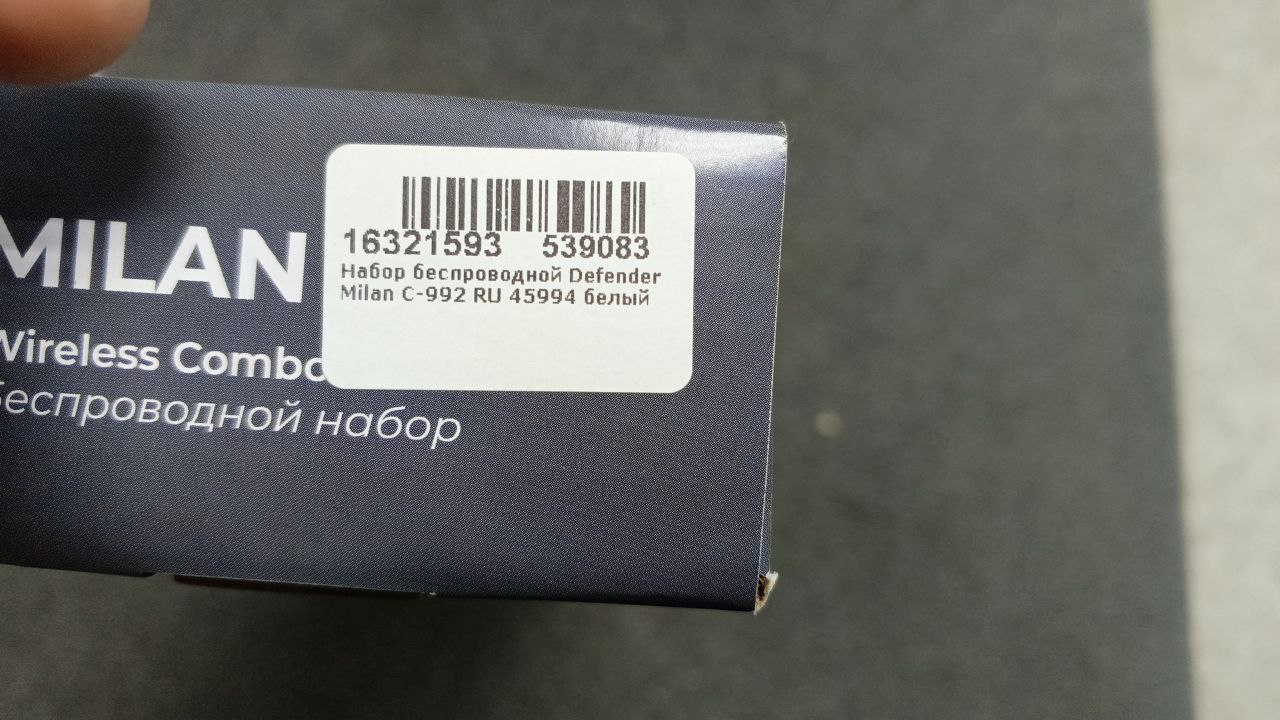 MILAN
Wireless Combo
Беспроводной набор
16321593 539083
Набор беспроводной Defender
Milan C-992 RU 45994 белый